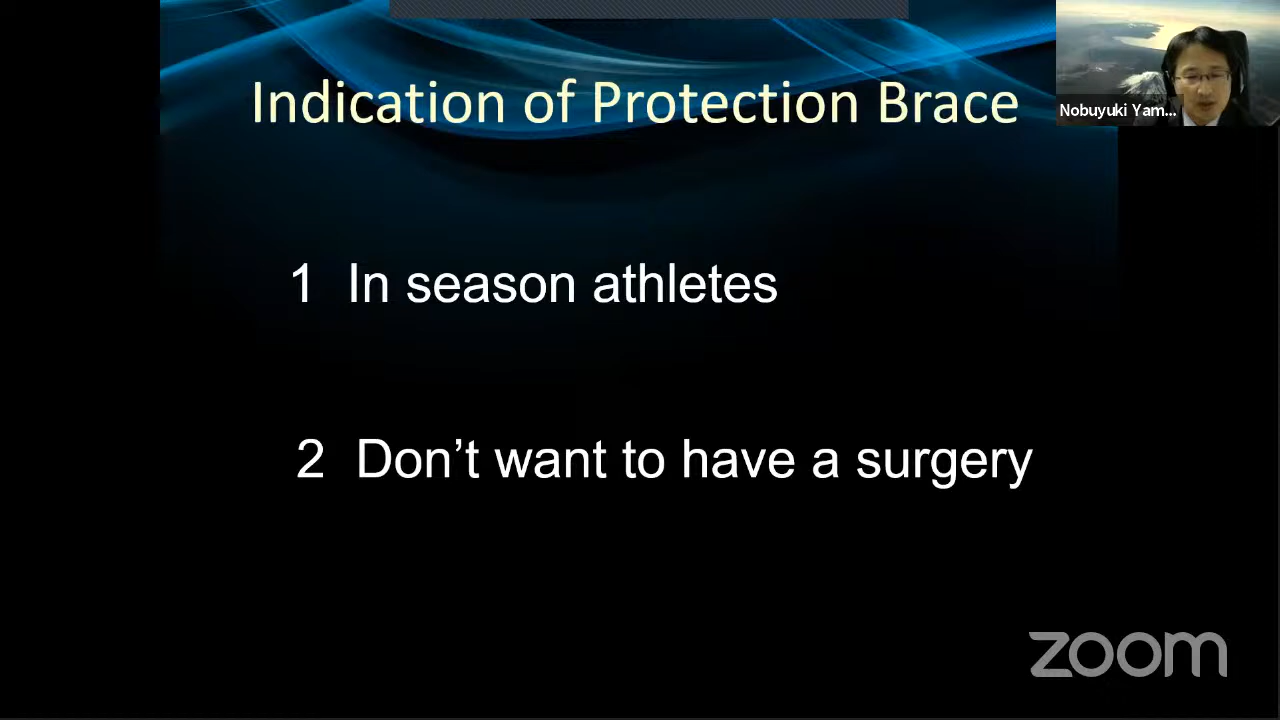 Indication of Protection Brace
Nobuyuki Yam...
1 In season athletes
2 Don't want to have a surgery
zoom